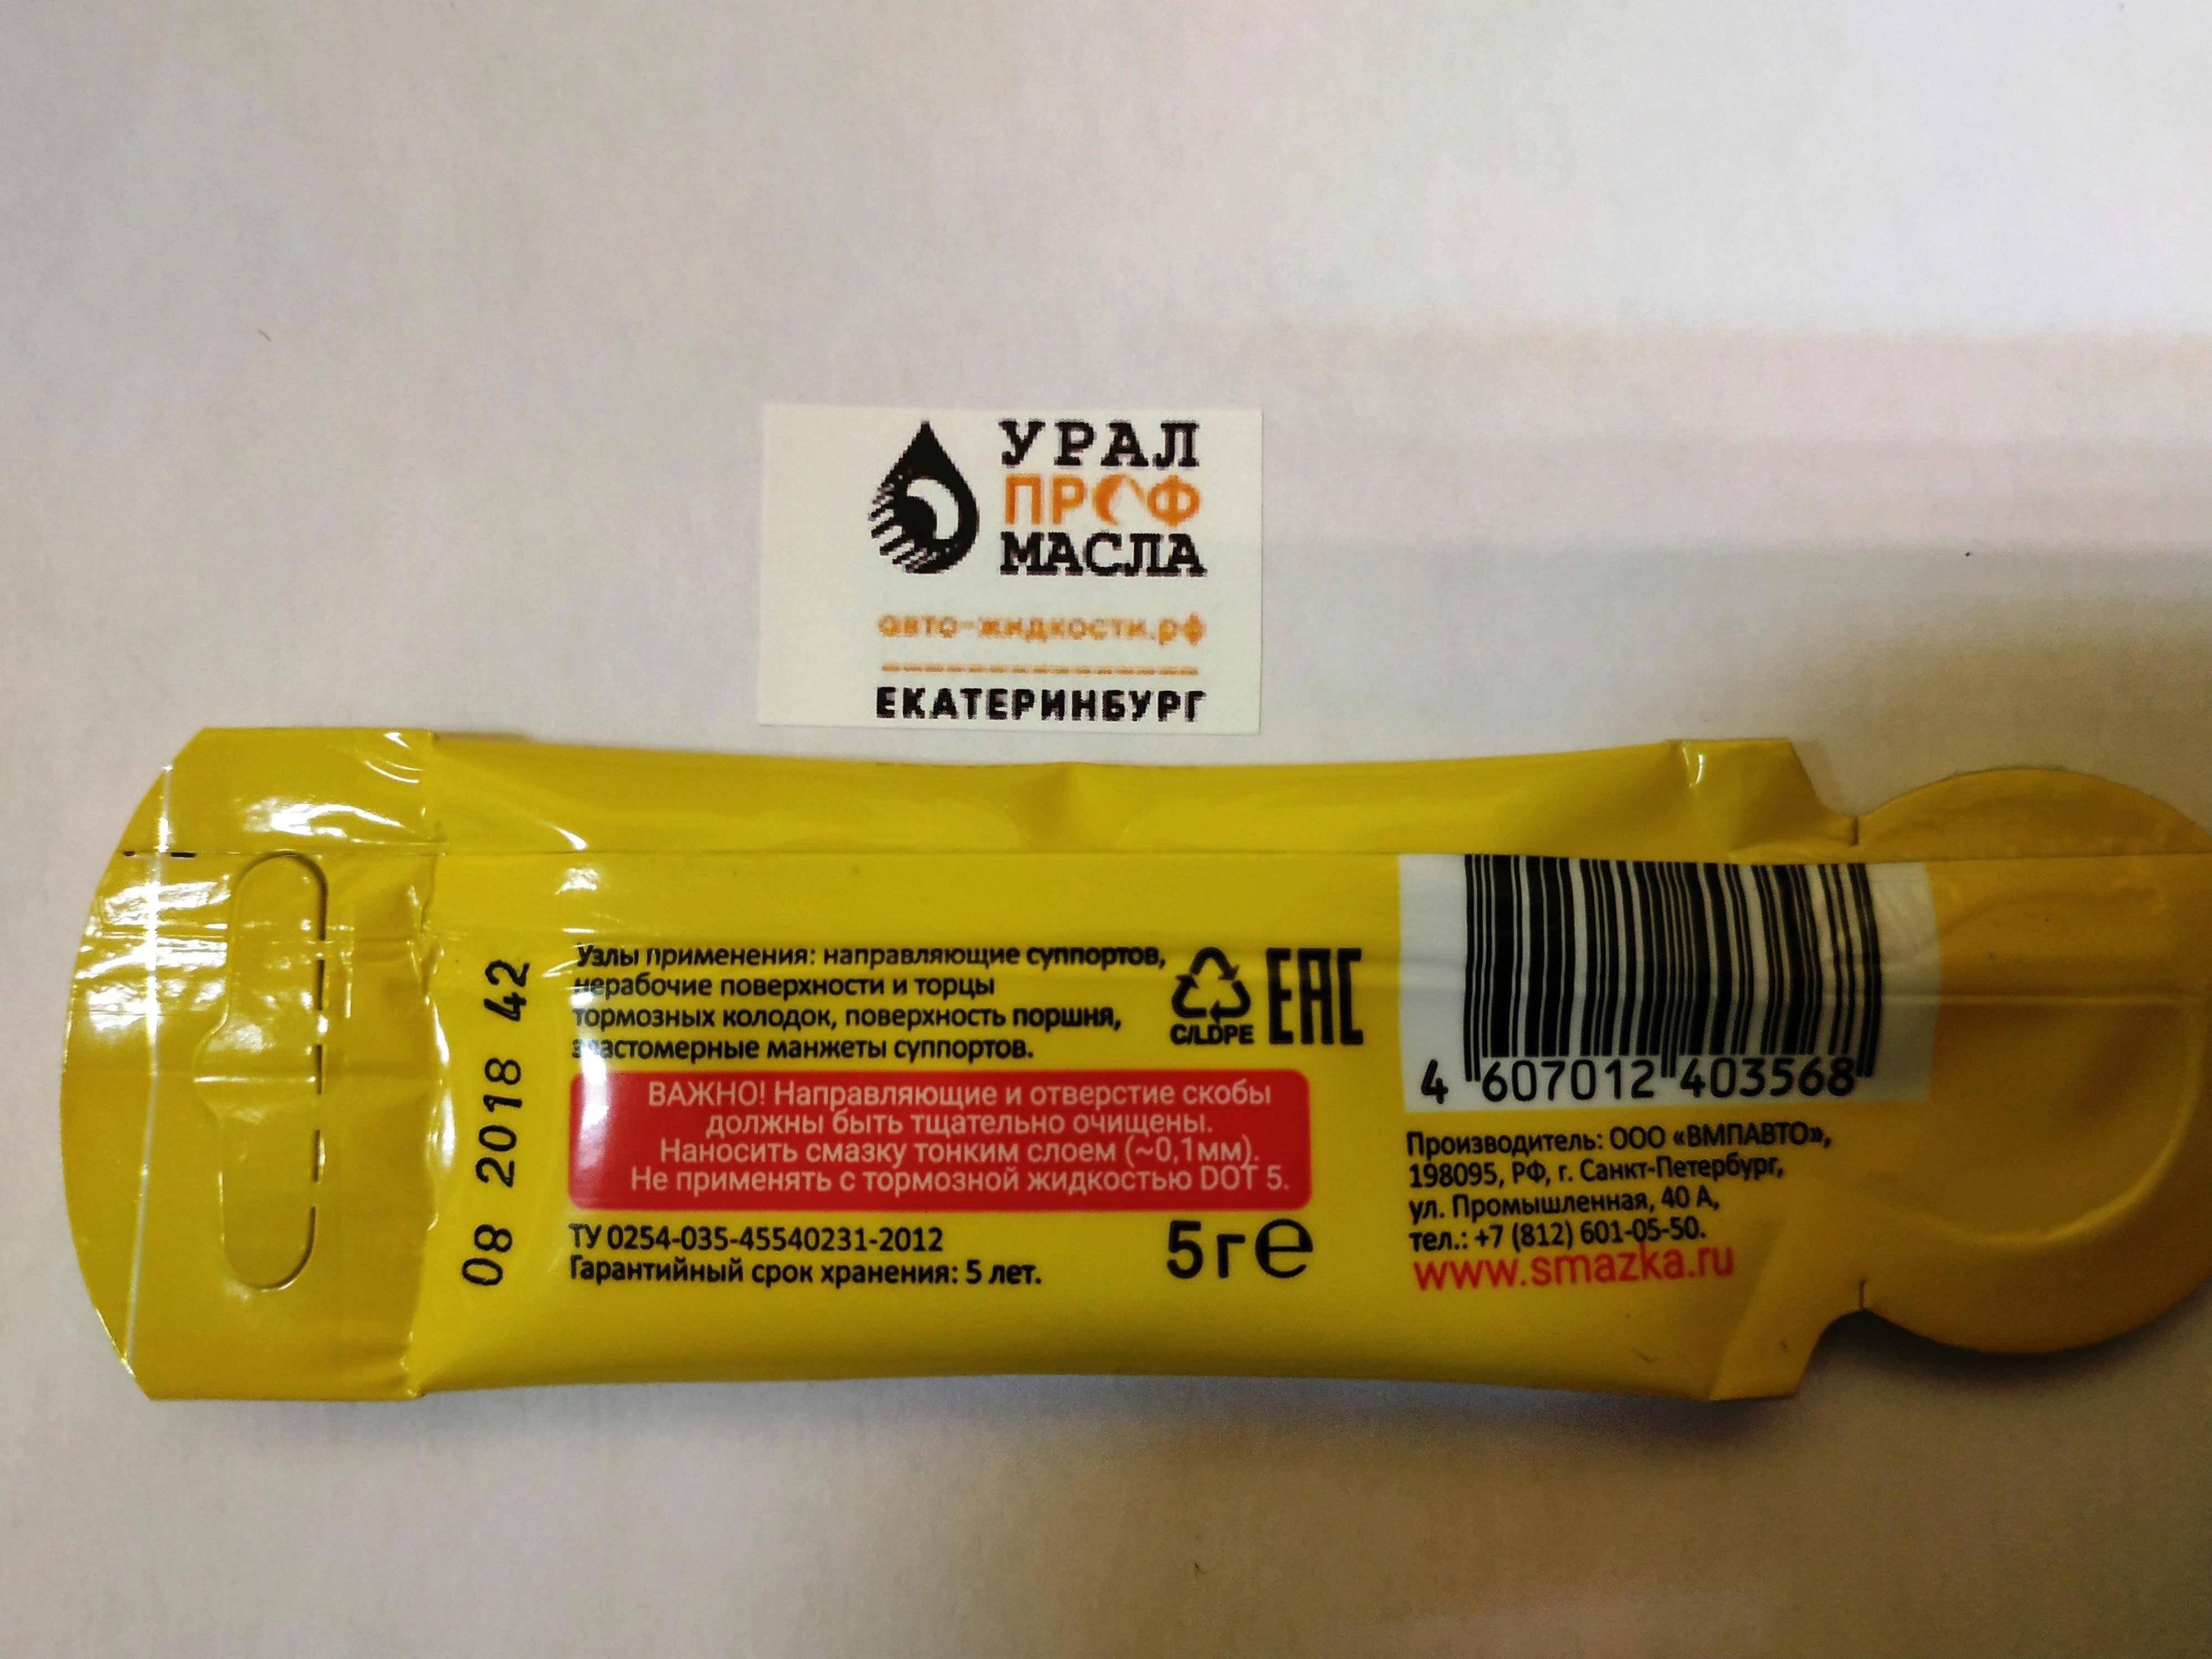 УРАЛ
ПРОФ
МАСЛА
авто-жидкости.рф
ЕКАТЕРИНБУРГ
08 2018 42
Узлы применения: направляющие суппортов,
нерабочие поверхности и торцы
тормозных колодок, поверхность поршня,
эластомерные манжеты суппортов.
C/LDPE
EAC
ВАЖНО! Направляющие и отверстие скобы
должны быть тщательно очищены.
Наносить смазку тонким слоем (~0,1мм).
Не применять с тормозной жидкостью DOT 5.
ТУ 0254-035-45540231-2012
Гарантийный срок хранения: 5 лет.
5 г e
4 607012 403568
Производитель: ООО «ВМПАВТО»,
198095, РФ, г. Санкт-Петербург,
ул. Промышленная, 40 А,
тел.: +7 (812) 601-05-50.
www.smazka.ru